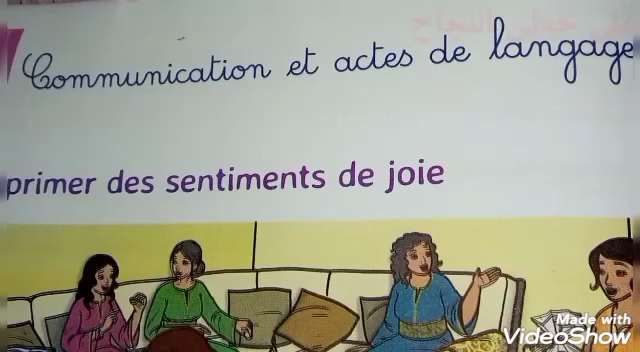 Communication et actes de langage
primer des sentiments de joie
Made with
VideoShow